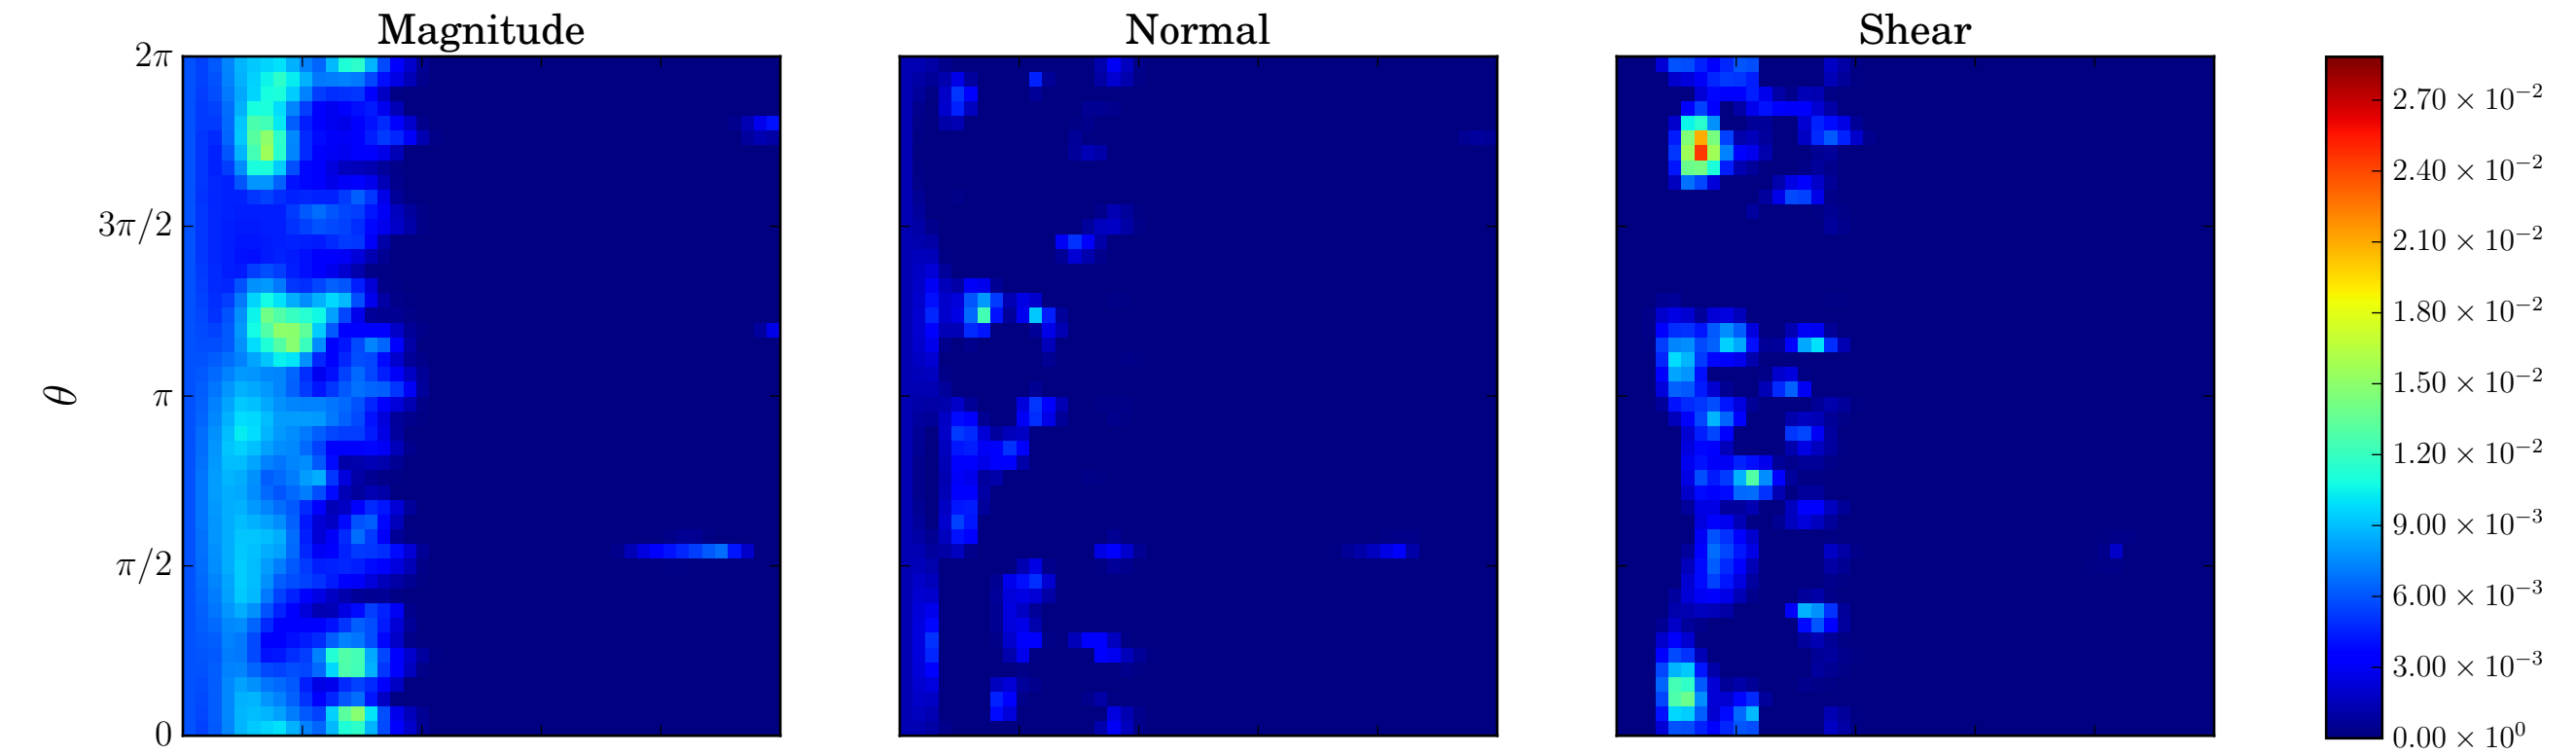 Magnitude
Normal
Shear
θ
2π
3π/2
π
π/2
0
2.70 × 10⁻²
2.40 × 10⁻²
2.10 × 10⁻²
1.80 × 10⁻²
1.50 × 10⁻²
1.20 × 10⁻²
9.00 × 10⁻³
6.00 × 10⁻³
3.00 × 10⁻³
0.00 × 10⁰